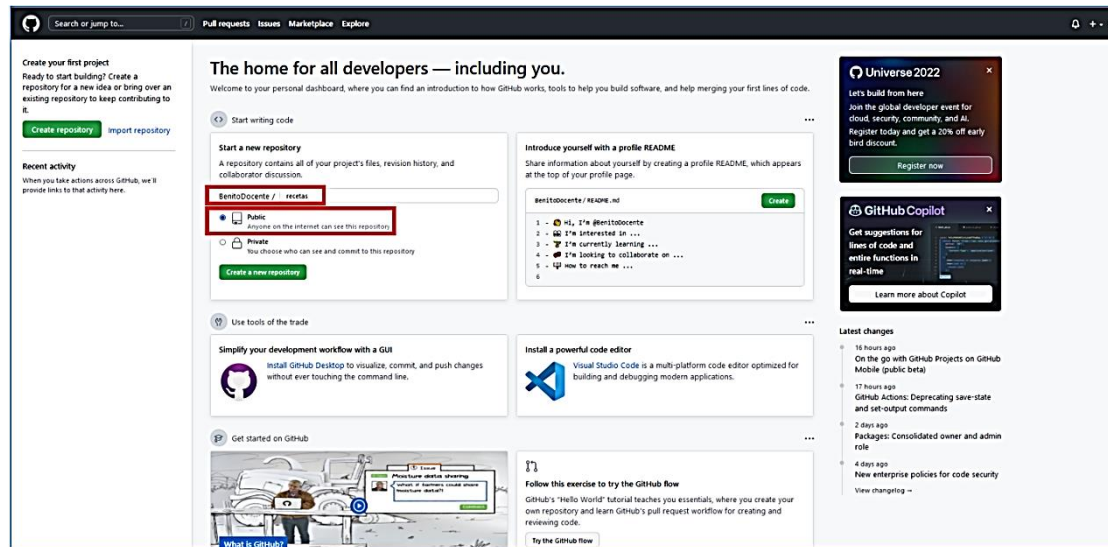 Search or jump to... /
Pull requests Issues Marketplace Explore
Create your first project
Ready to start building? Create a
repository for a new idea or bring over an
existing repository to keep contributing to
it.
Create repository Import repository
Recent activity
When you take actions across GitHub, we'll
provide links to that activity here.
The home for all developers — including you.
Welcome to your personal dashboard, where you can find an introduction to how GitHub works, tools to help you build software, and help merging your first lines of code.
Start writing code
Start a new repository
A repository contains all of your project's files, revision history, and
collaborator discussion.
BenitoDocente / recetas
Public
Anyone on the internet can see this repository
Private
You choose who can see and commit to this repository
Create a new repository
Introduce yourself with a profile README
Share information about yourself by creating a profile README, which appears
at the top of your profile page.
BenitoDocente/README.md Create
1 - 👋 Hi, I'm @BenitoDocente
2 - 👀 I'm interested in ...
3 - 🌱 I'm currently learning ...
4 - 💞️ I'm looking to collaborate on ...
5 - 📫 How to reach me ...
6
Use tools of the trade
Simplify your development workflow with a GUI
Install GitHub Desktop to visualize, commit, and push changes
without ever touching the command line.
Install a powerful code editor
Visual Studio Code is a multi-platform code editor optimized for
building and debugging modern applications.
Get started on GitHub
Issue
Moisture data sharing
What if farmers could share
moisture data?!
Comment
What is GitHub?
Follow this exercise to try the GitHub flow
GitHub's "Hello World" tutorial teaches you essentials, where you create your
own repository and learn GitHub's pull request workflow for creating and
reviewing code.
Try the GitHub flow
Universe 2022
Let's build from here
Join the global developer event for
cloud, security, community, and AI.
Register today and get a 20% off early
bird discount.
Register now
GitHub Copilot
Get suggestions for
lines of code and
entire functions in
real-time
Learn more about Copilot
Latest changes
16 hours ago
On the go with GitHub Projects on GitHub
Mobile (public beta)
17 hours ago
GitHub Actions: Deprecating save-state
and set-output commands
2 days ago
Packages: Consolidated owner and admin
role
4 days ago
New enterprise policies for code security
View changelog →